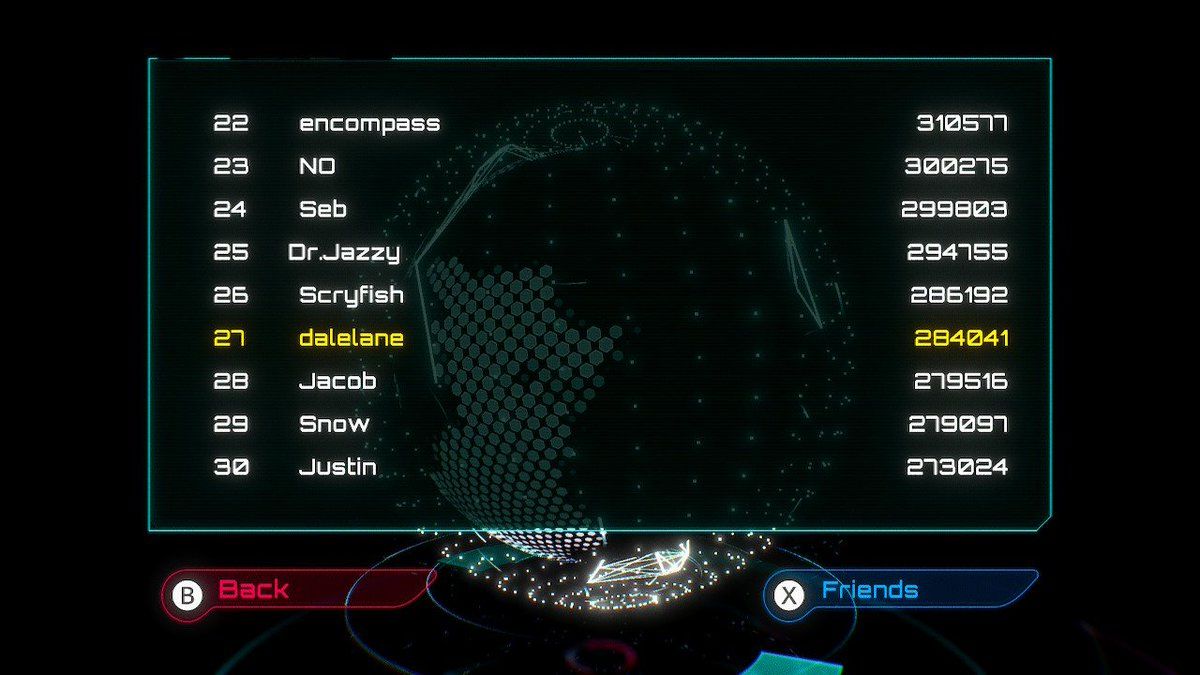 22 encompass 310577
23 NO 300275
24 Seb 299803
25 Dr.Jazzy 294755
26 Scryfish 286192
27 dalelane 284041
28 Jacob 279516
29 Snow 279097
30 Justin 273024
B Back X Friends